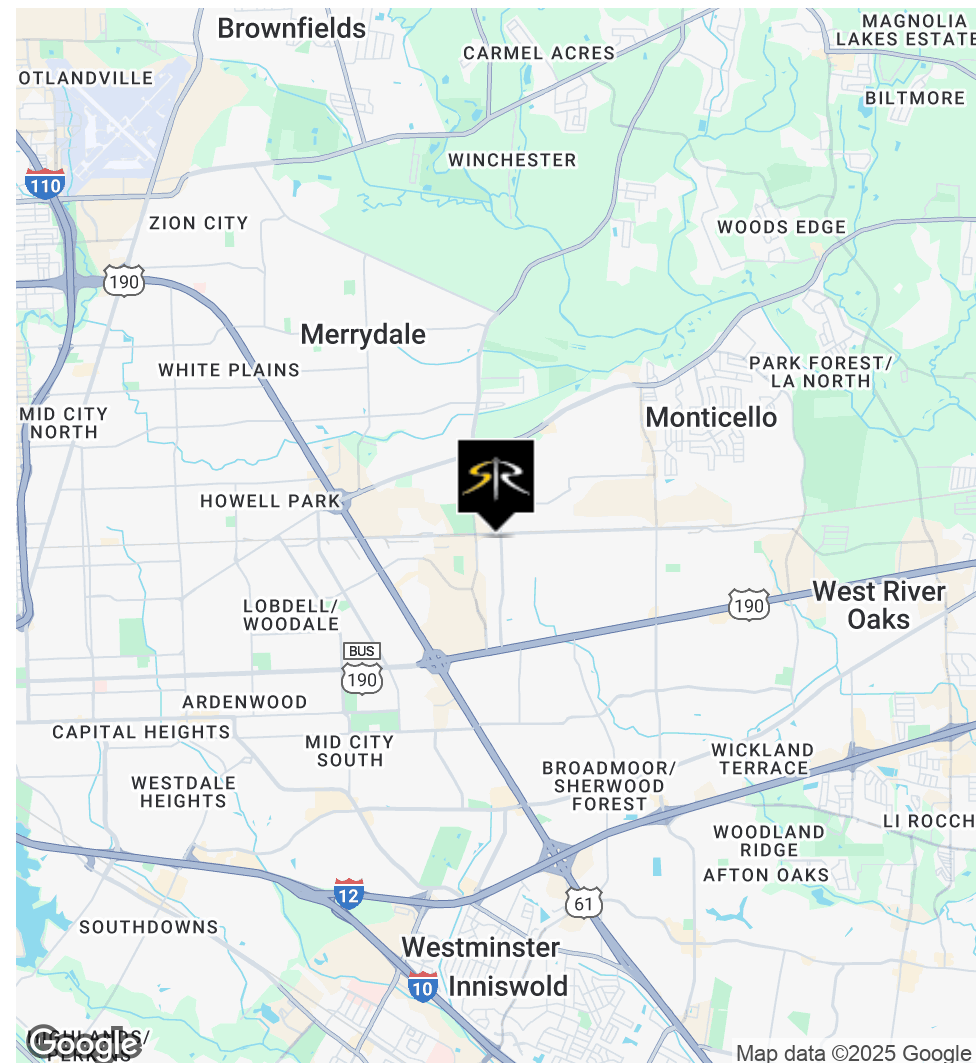 Brownfields
MAGNOLIA
LAKES ESTATE
CARMEL ACRES
OTLANDVILLE
BILTMORE
WINCHESTER
110
ZION CITY
WOODS EDGE
190
Merrydale
WHITE PLAINS
PARK FOREST/
LA NORTH
MID CITY
NORTH
Monticello
SR
HOWELL PARK
West River
Oaks
190
LOBDELL/
WOODALE
BUS
190
ARDENWOOD
CAPITAL HEIGHTS
MID CITY
SOUTH
WICKLAND
TERRACE
BROADMOOR/
SHERWOOD
FOREST
WESTDALE
HEIGHTS
LI ROCCH
WOODLAND
RIDGE
AFTON OAKS
12
61
SOUTHDOWNS
Westminster
10
Inniswold
HIGHLANDS/
PERKINS
Google
Map data ©2025 Google